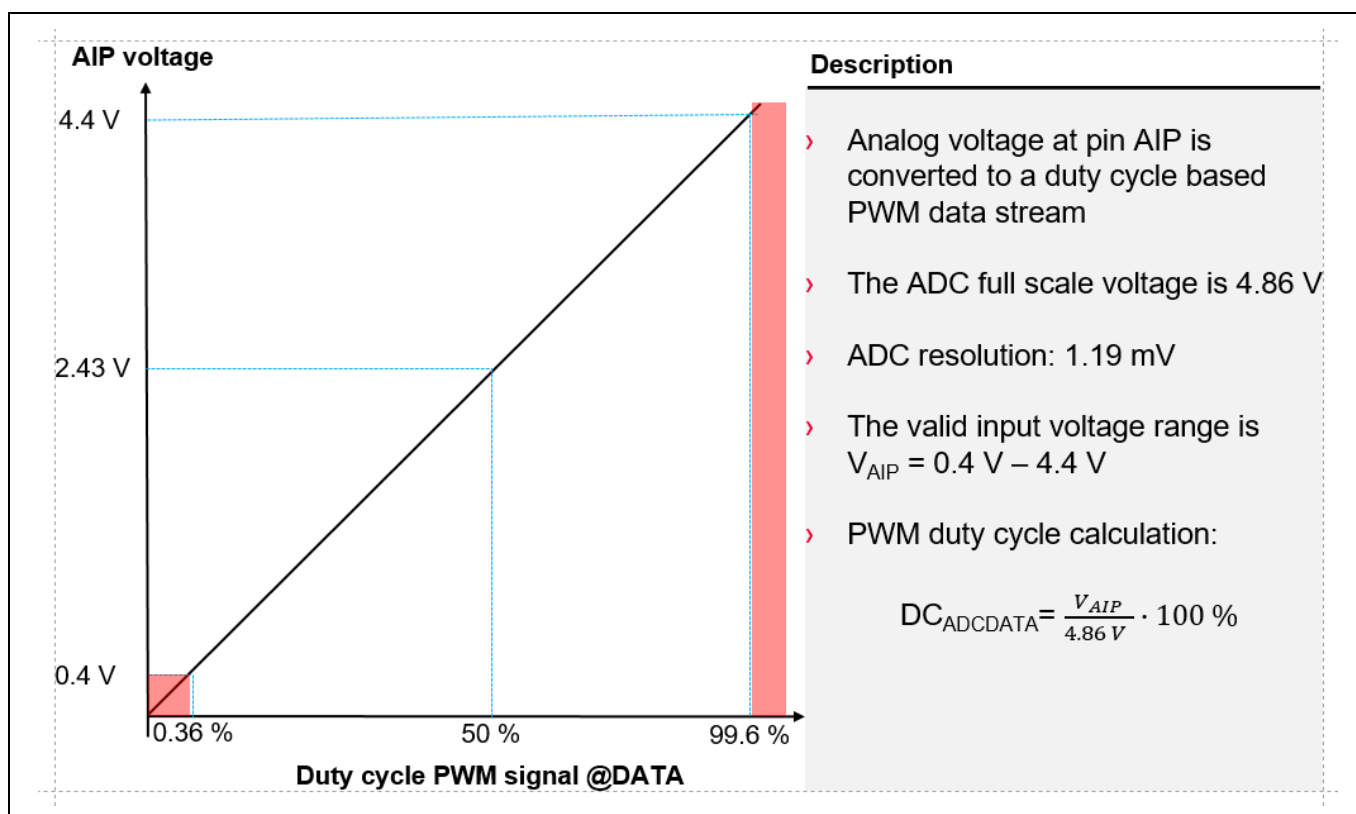 AIP voltage
4.4 V
2.43 V
0.4 V
0.36 %
50 %
99.6 %
Duty cycle PWM signal @DATA
Description
› Analog voltage at pin AIP is
converted to a duty cycle based
PWM data stream
› The ADC full scale voltage is 4.86 V
› ADC resolution: 1.19 mV
› The valid input voltage range is
V_AIP = 0.4 V – 4.4 V
› PWM duty cycle calculation:
DC_ADCDATA= V_AIP / 4.86 V · 100 %